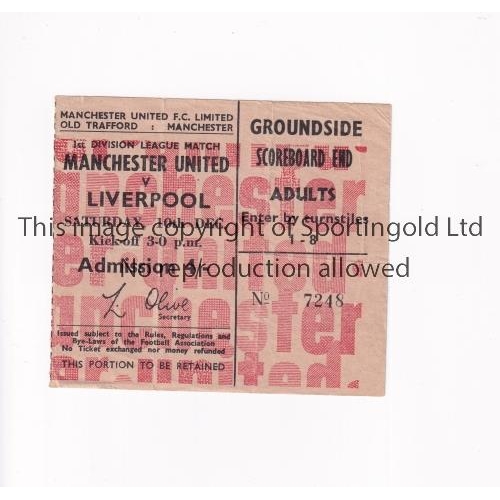 MANCHESTER UNITED F.C. LIMITED
OLD TRAFFORD : MANCHESTER
1st DIVISION LEAGUE MATCH
MANCHESTER UNITED
v
LIVERPOOL
SATURDAY, 10th DEC.
Kick-off 3-0 p.m.
Admission 4/-
L. Olive
Secretary
Issued subject to the Rules, Regulations and
Bye-Laws of the Football Association
No Ticket exchanged nor money refunded
THIS PORTION TO BE RETAINED
GROUNDSIDE
SCOREBOARD END
ADULTS
Enter by turnstiles
1-8
No 7248
This image copyright of Sportingold Ltd.
No reproduction allowed